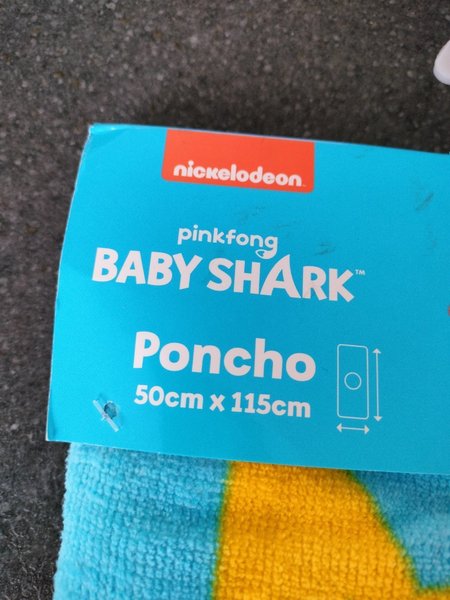 nickelodeon
pinkfong
BABY SHARK™
Poncho
50cm x 115cm